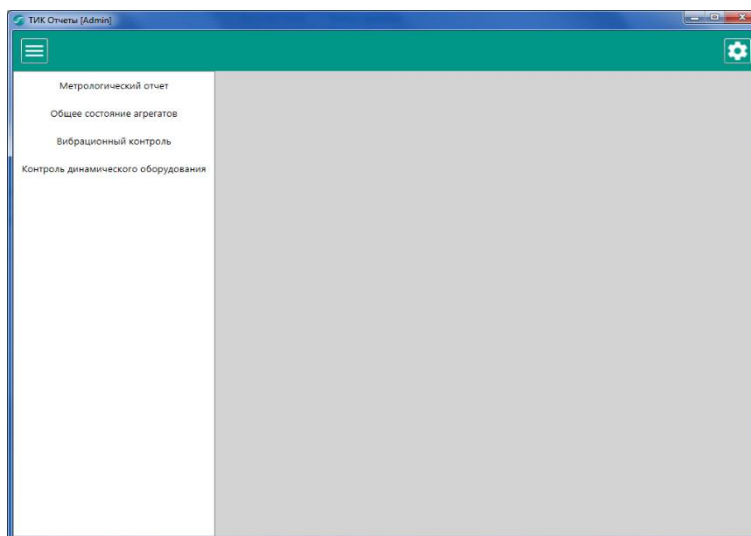 ТИК Отчеты [Admin]
Метрологический отчет
Общее состояние агрегатов
Вибрационный контроль
Контроль динамического оборудования